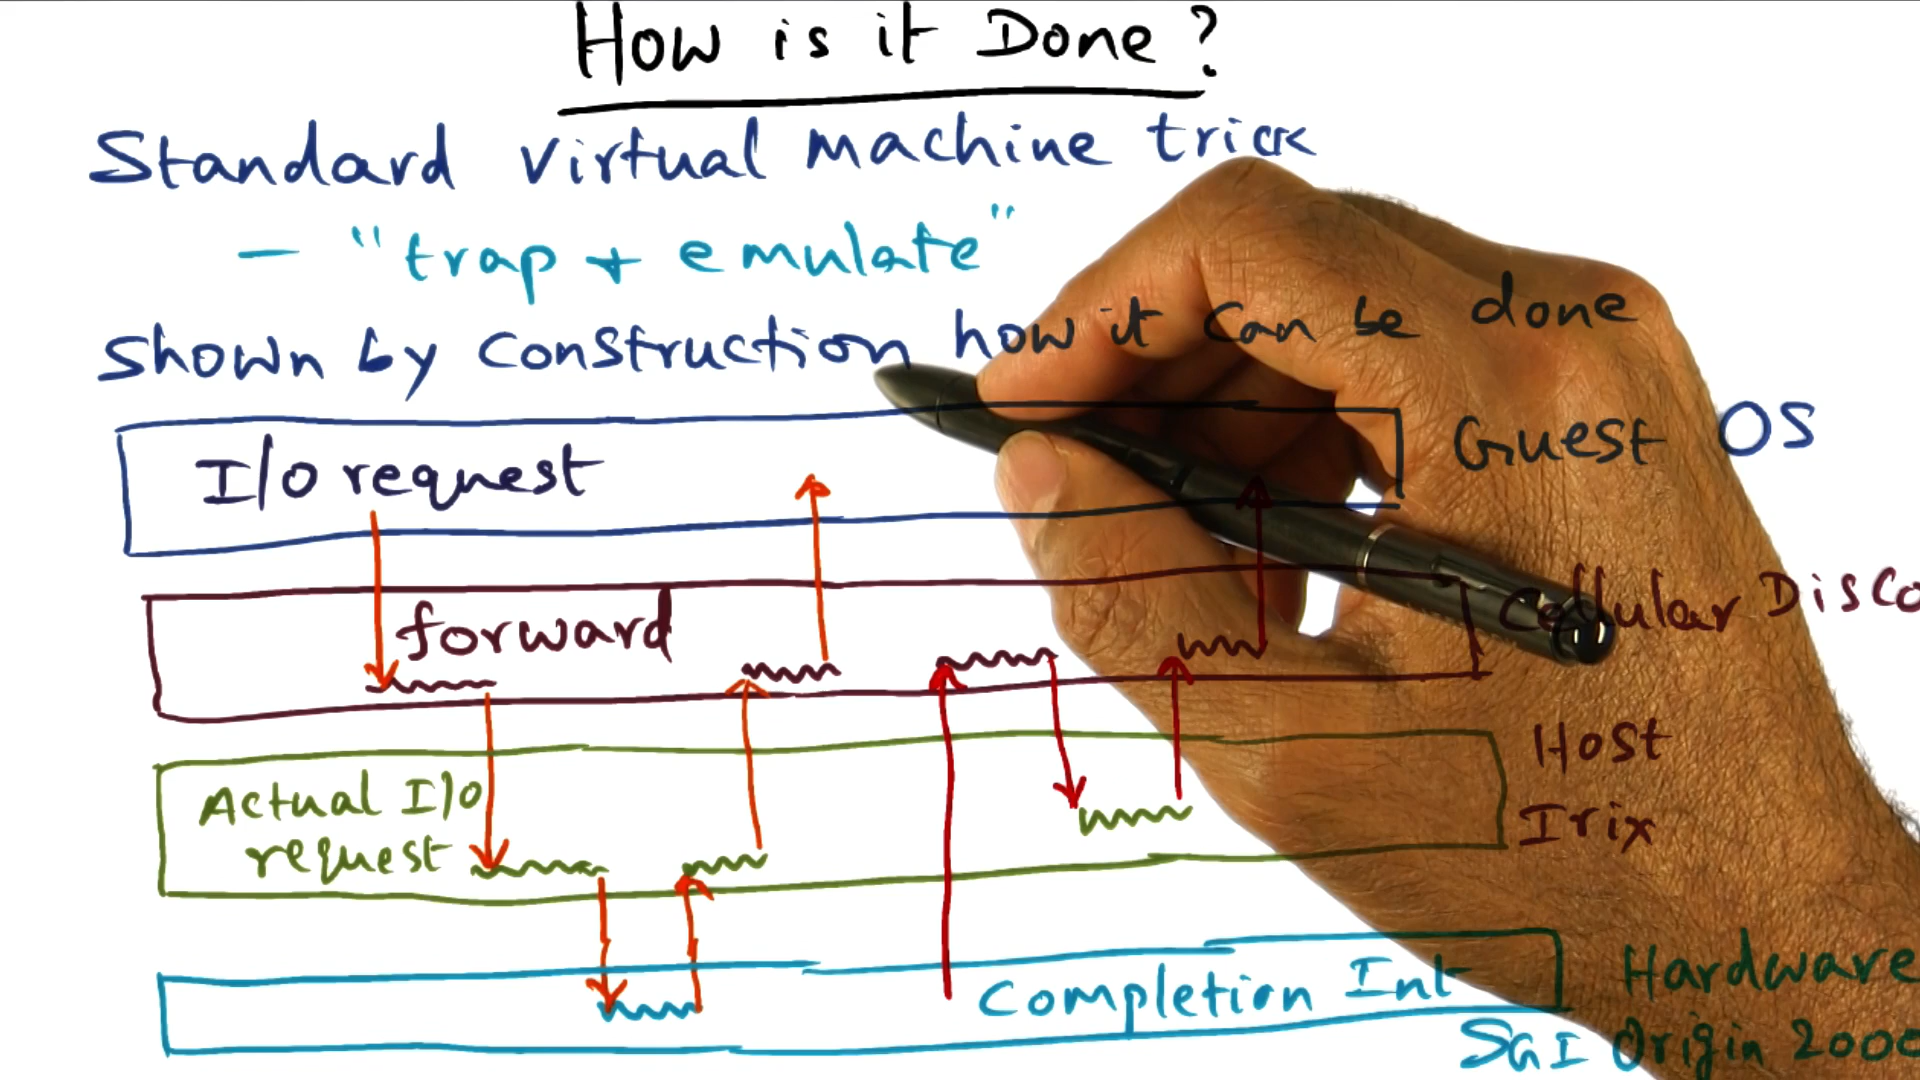 How is it Done?
Standard virtual machine trick
- "trap + emulate"
Shown by construction how it can be done
I/O request
Guest OS
forward
Cellular Disco
Actual I/O
request
Host
Irix
Completion Int
Hardware
SGI Origin 2000